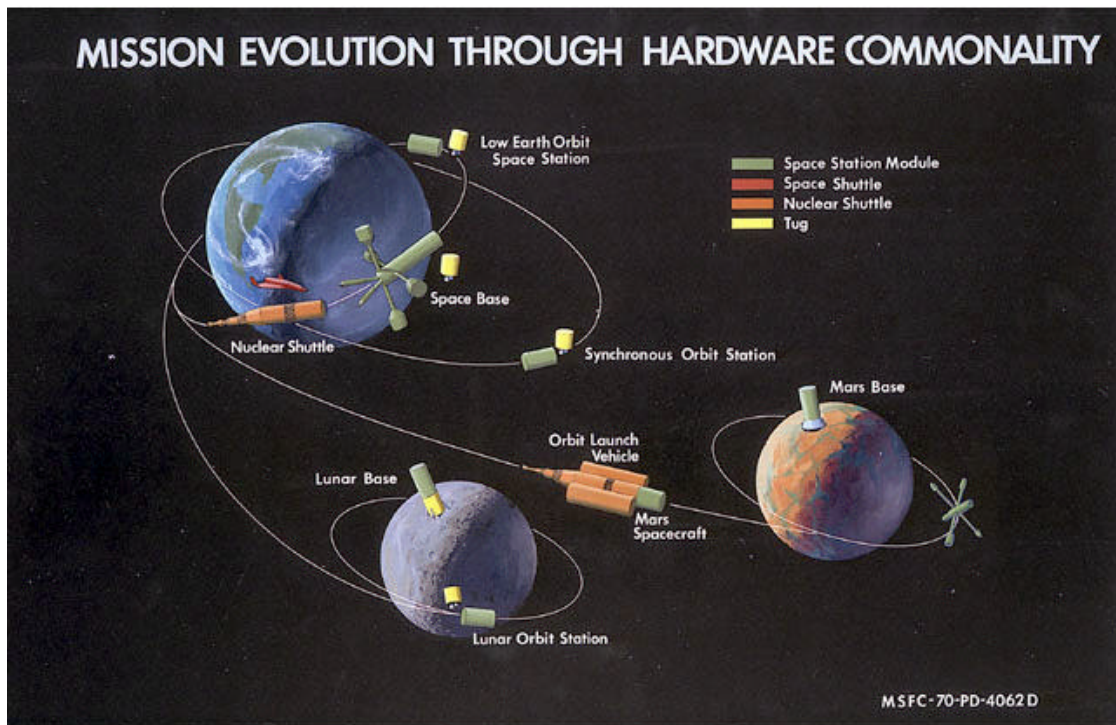 MISSION EVOLUTION THROUGH HARDWARE COMMONALITY
Low Earth Orbit
Space Station
Space Station Module
Space Shuttle
Nuclear Shuttle
Tug
Space Base
Nuclear Shuttle
Synchronous Orbit Station
Mars Base
Orbit Launch
Vehicle
Lunar Base
Mars
Spacecraft
Lunar Orbit Station
MSFC-70-PD-4062D